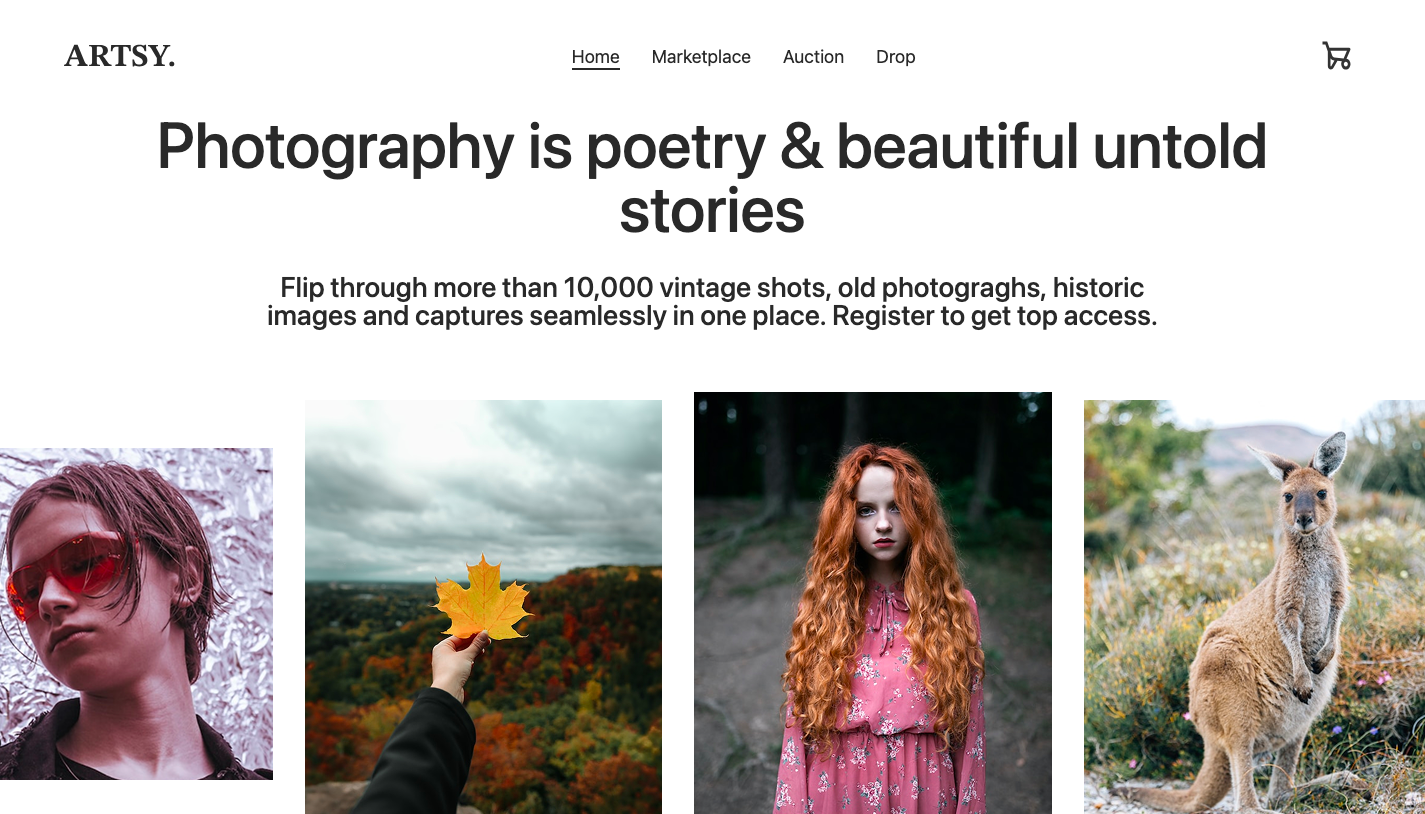 ARTSY.
Home Marketplace Auction Drop
Photography is poetry & beautiful untold
stories
Flip through more than 10,000 vintage shots, old photograghs, historic
images and captures seamlessly in one place. Register to get top access.